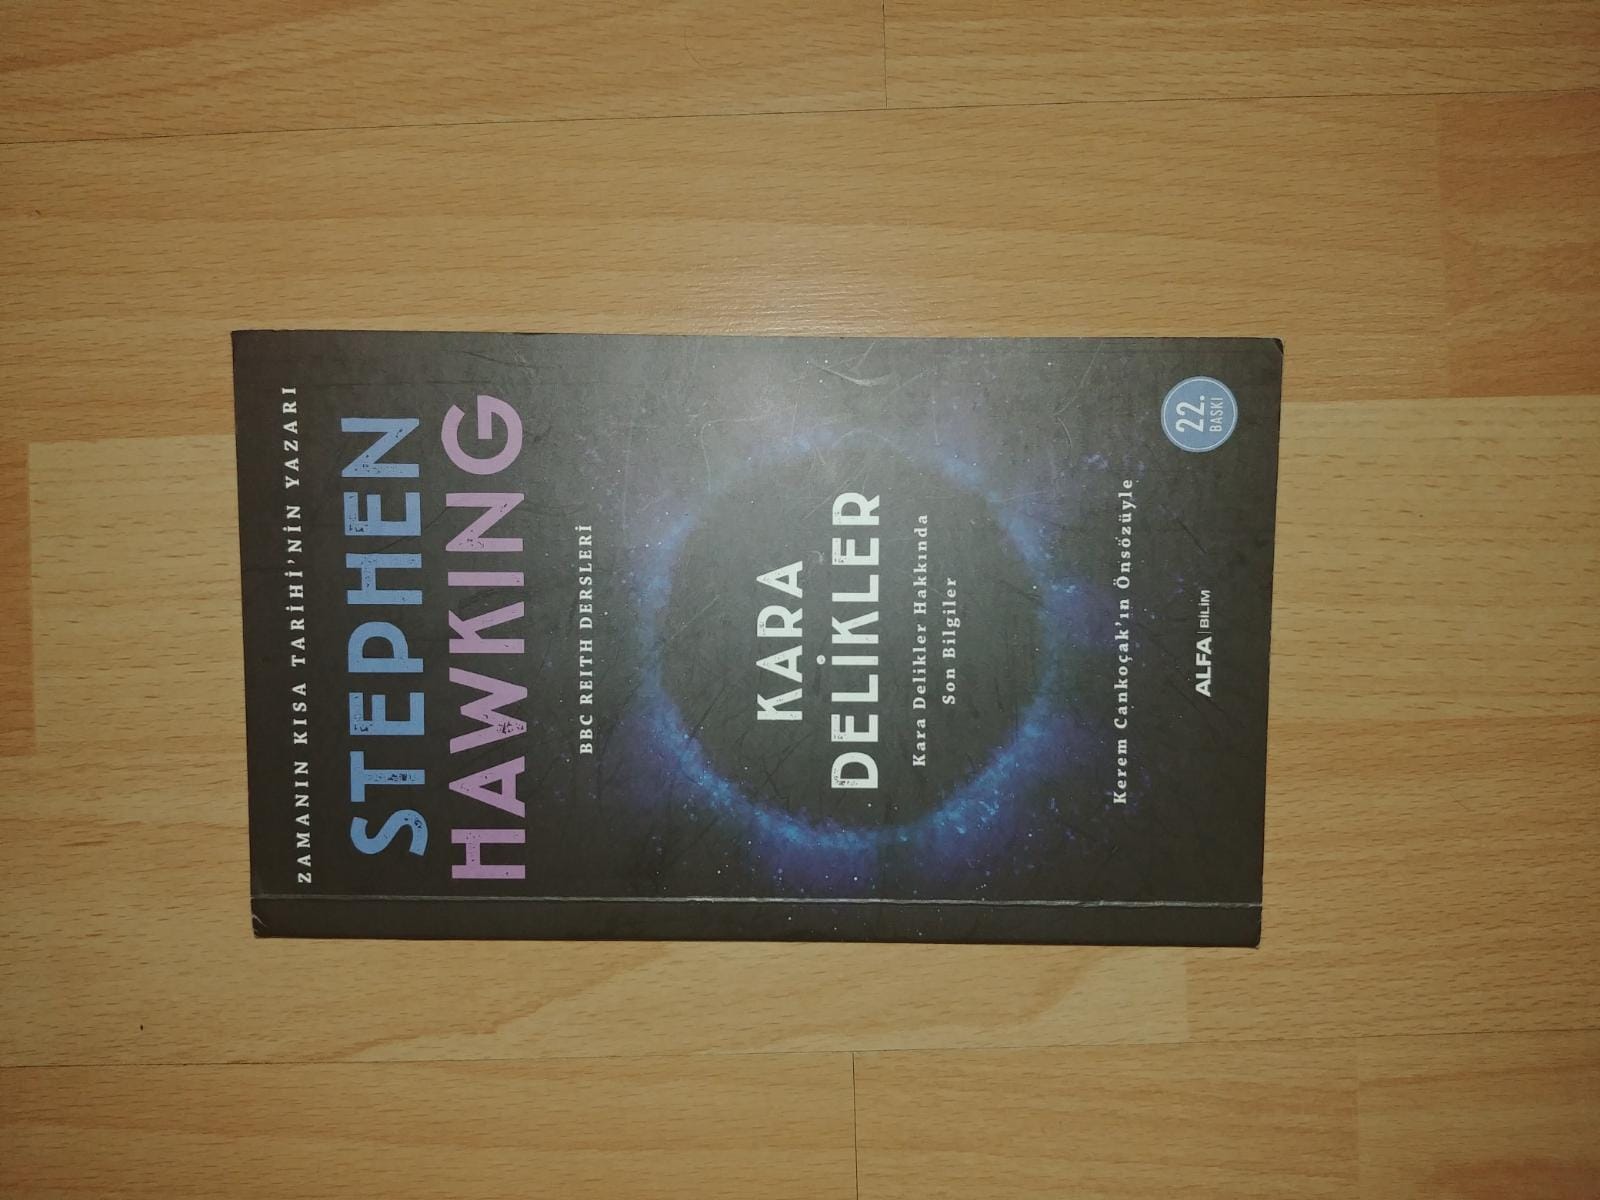 ZAMANIN KISA TARİHİ'NİN YAZARI
STEPHEN
HAWKING
BBC REITH DERSLERİ
KARA
DELİKLER
Kara Delikler Hakkında
Son Bilgiler
Kerem Cankoçak'ın Önsözüyle
ALFA | BİLİM
22.
BASKI